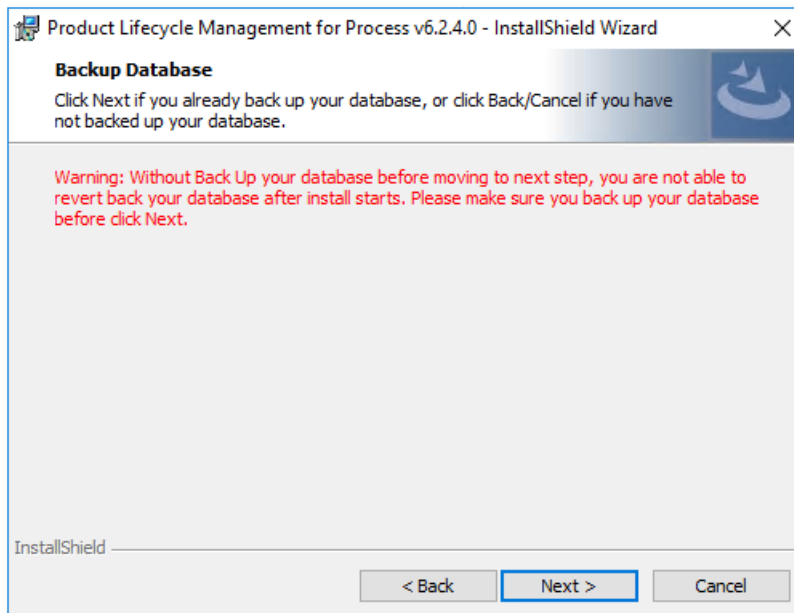 Product Lifecycle Management for Process v6.2.4.0 - InstallShield Wizard
Backup Database
Click Next if you already back up your database, or click Back/Cancel if you have
not backed up your database.
Warning: Without Back Up your database before moving to next step, you are not able to
revert back your database after install starts. Please make sure you back up your database
before click Next.
InstallShield
< Back Next > Cancel